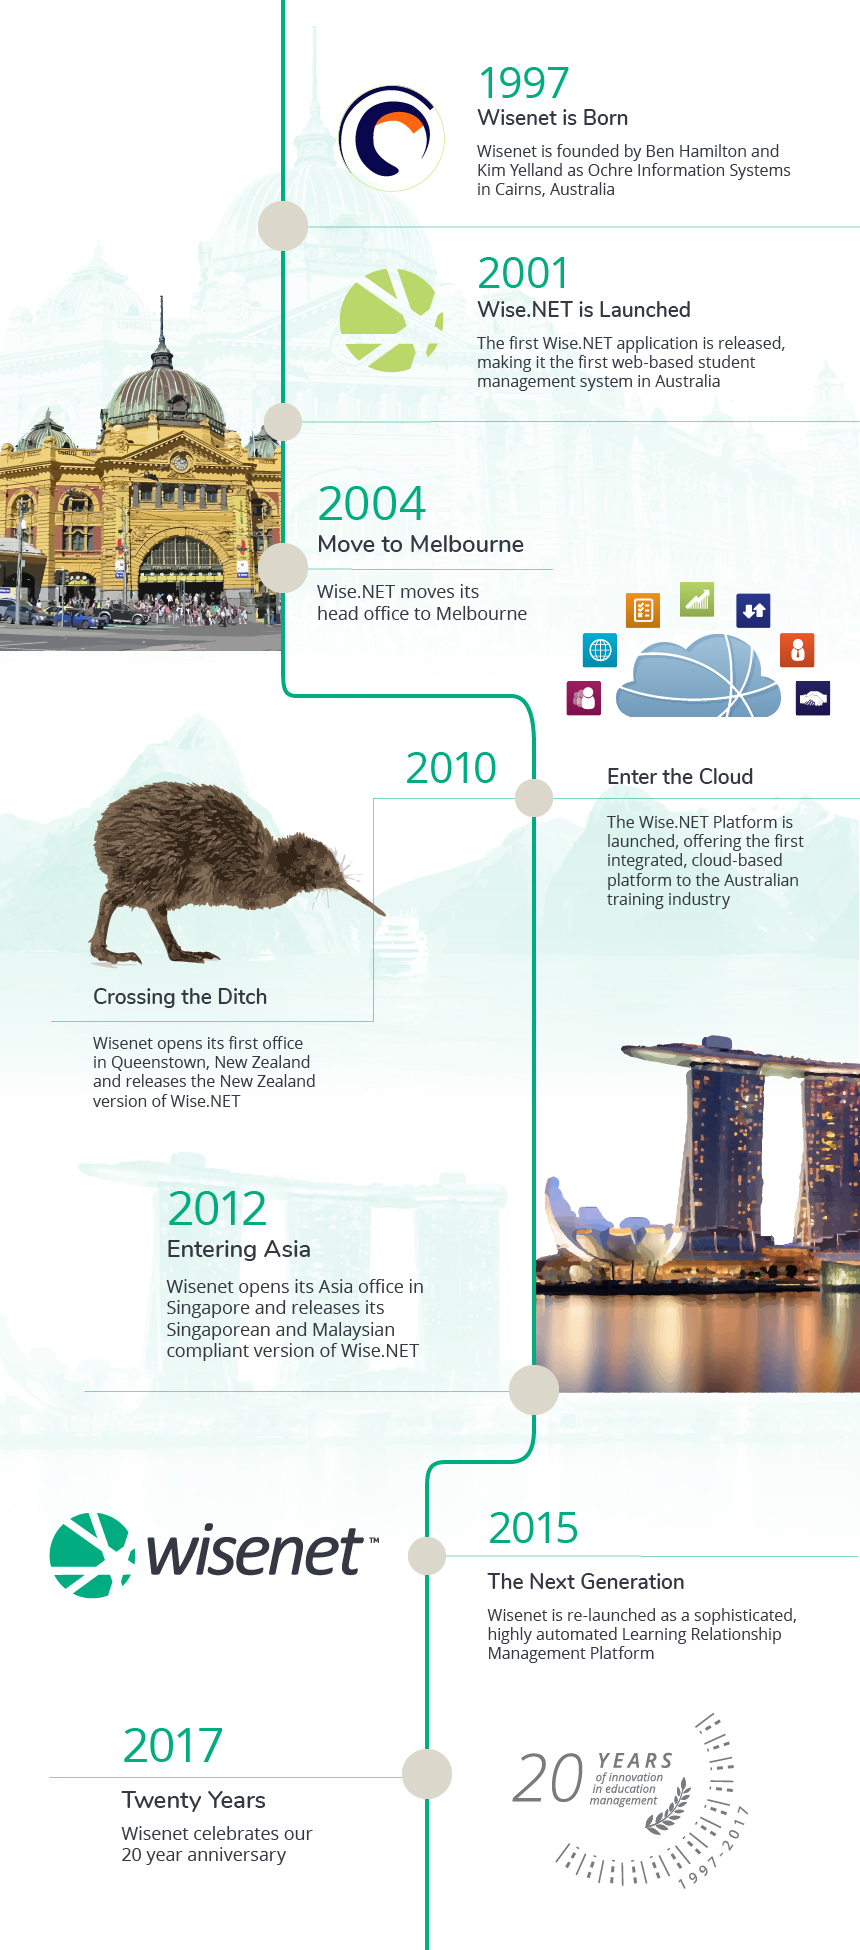 1997
Wisenet is Born
Wisenet is founded by Ben Hamilton and
Kim Yelland as Ochre Information Systems
in Cairns, Australia
2001
Wise.NET is Launched
The first Wise.NET application is released,
making it the first web-based student
management system in Australia
2004
Move to Melbourne
Wise.NET moves its
head office to Melbourne
2010
Enter the Cloud
The Wise.NET Platform is
launched, offering the first
integrated, cloud-based
platform to the Australian
training industry
Crossing the Ditch
Wisenet opens its first office
in Queenstown, New Zealand
and releases the New Zealand
version of Wise.NET
2012
Entering Asia
Wisenet opens its Asia office in
Singapore and releases its
Singaporean and Malaysian
compliant version of Wise.NET
wisenet™
2015
The Next Generation
Wisenet is re-launched as a sophisticated,
highly automated Learning Relationship
Management Platform
2017
Twenty Years
Wisenet celebrates our
20 year anniversary
20 YEARS
of innovation
in education
management
1997-2017